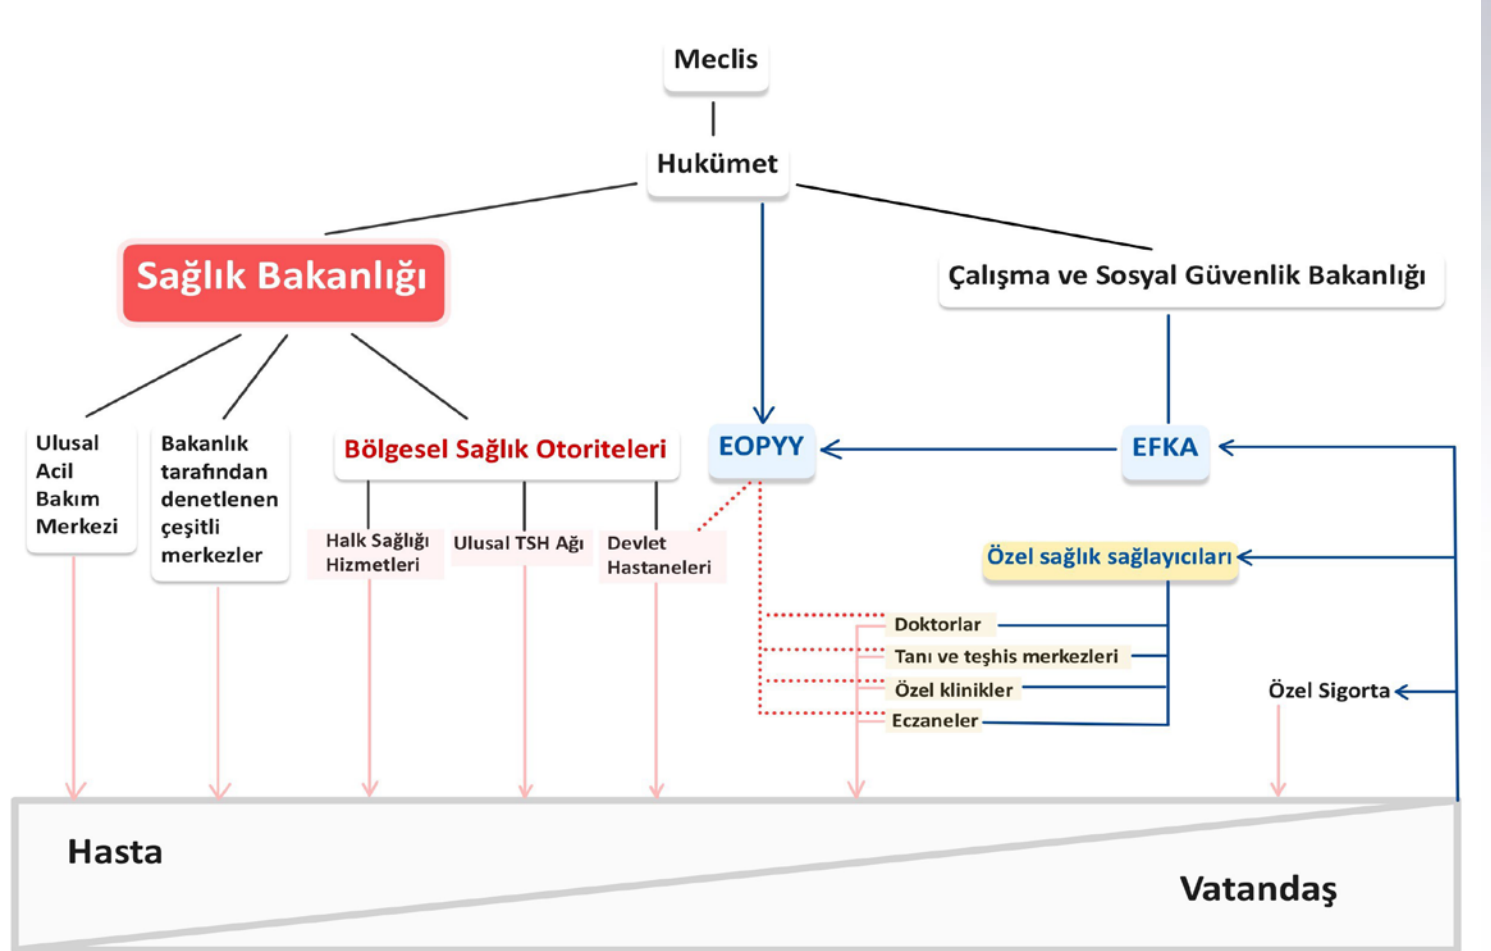 Meclis
Hukümet
Sağlık Bakanlığı
Çalışma ve Sosyal Güvenlik Bakanlığı
Ulusal
Acil
Bakım
Merkezi
Bakanlık
tarafından
denetlenen
çeşitli
merkezler
Bölgesel Sağlık Otoriteleri
EOPYY
EFKA
Halk Sağlığı
Hizmetleri
Ulusal TSH Ağı
Devlet
Hastaneleri
Özel sağlık sağlayıcıları
Doktorlar
Tanı ve teşhis merkezleri
Özel klinikler
Eczaneler
Özel Sigorta
Hasta
Vatandaş